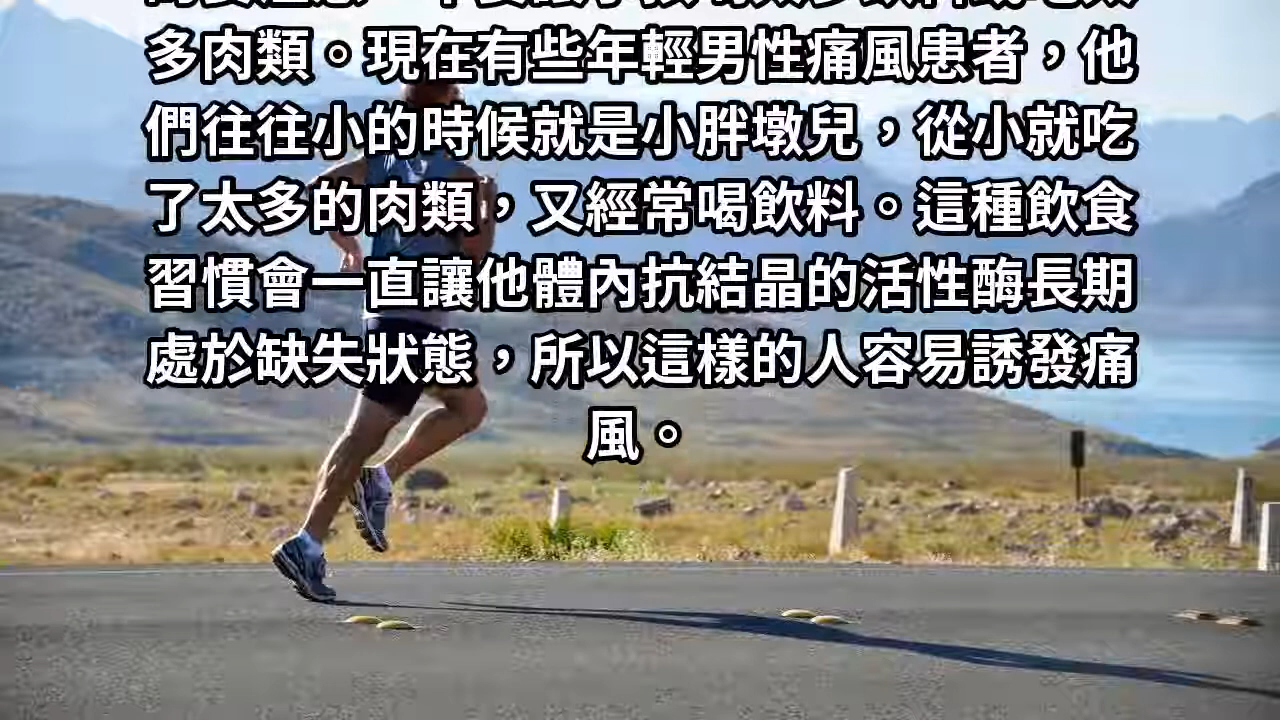 多肉類。現在有些年輕男性痛風患者，他
們往往小的時候就是小胖墩兒，從小就吃
了太多的肉類，又經常喝飲料。這種飲食
習慣會一直讓他體內抗結晶的活性酶長期
處於缺失狀態，所以這樣的人容易誘發痛
風。